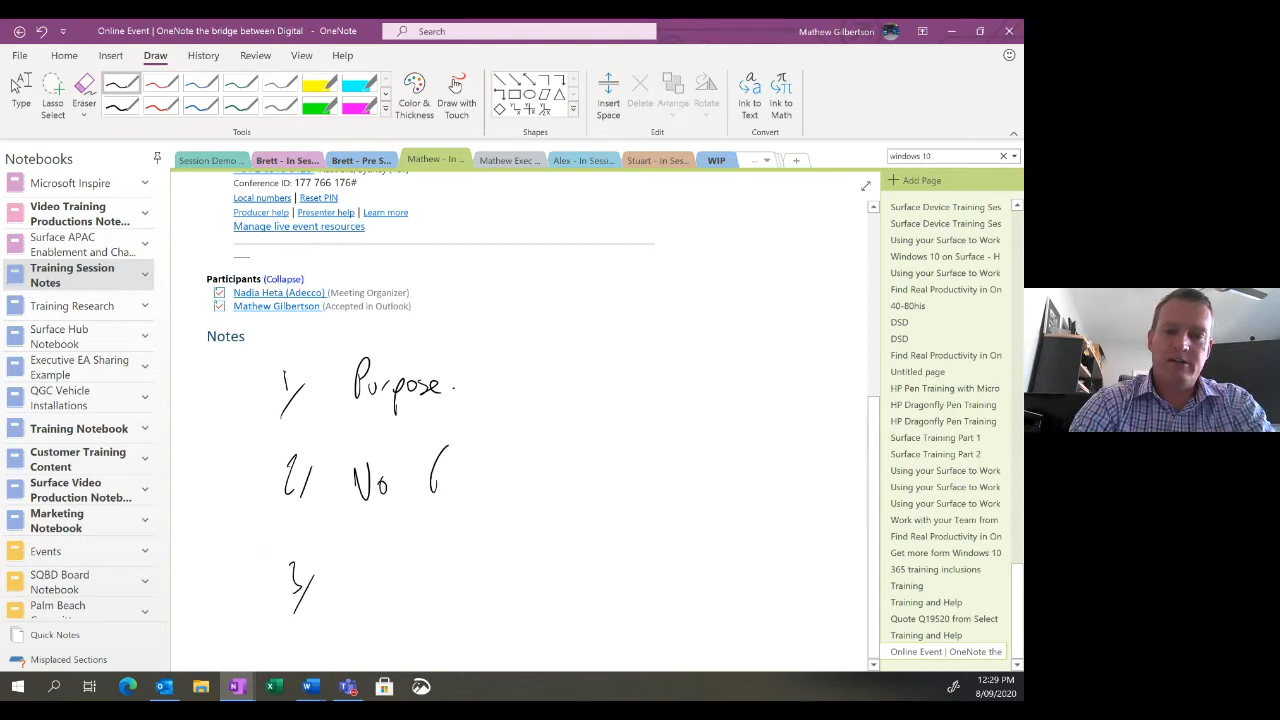 Online Event | OneNote the bridge between Digital - OneNote
Search
Mathew Gilbertson
File Home Insert Draw History Review View Help
Type
Lasso Select
Eraser
Color & Thickness
Draw with Touch
Insert Space
Delete
Arrange
Rotate
Ink to Text
Ink to Math
Tools
Shapes
Edit
Convert
Notebooks
Session Demo ...
Brett - In Ses...
Brett - Pre S...
Mathew - In ...
Mathew Exec ...
Alex - In Sessi...
Stuart - In Ses...
WIP
...
windows 10
Microsoft Inspire
Video Training
Productions Note...
Surface APAC
Enablement and Cha...
Training Session
Notes
Training Research
Surface Hub
Notebook
Executive EA Sharing
Example
QGC Vehicle
Installations
Training Notebook
Customer Training
Content
Surface Video
Production Noteb...
Marketing
Notebook
Events
SQBD Board
Notebook
Palm Beach
Quick Notes
Misplaced Sections
Conference ID: 177 766 176#
Local numbers | Reset PIN
Producer help | Presenter help | Learn more
Manage live event resources
Participants (Collapse)
Nadia Heta (Adecco) (Meeting Organizer)
Mathew Gilbertson (Accepted in Outlook)
Notes
1/ Purpose.
2/ No (
3/
Add Page
Surface Device Training Ses
Surface Device Training Ses
Using your Surface to Work
Windows 10 on Surface - H
Using your Surface to Work
Find Real Productivity in On
40-80his
DSD
DSD
Find Real Productivity in On
Untitled page
HP Pen Training with Micro
HP Dragonfly Pen Training
HP Dragonfly Pen Training
Surface Training Part 1
Surface Training Part 2
Using your Surface to Work
Using your Surface to Work
Using your Surface to Work
Work with your Team from
Find Real Productivity in On
Get more form Windows 10
365 training inclusions
Training
Training and Help
Quote Q19520 from Select
Training and Help
Online Event | OneNote the
12:29 PM
8/09/2020